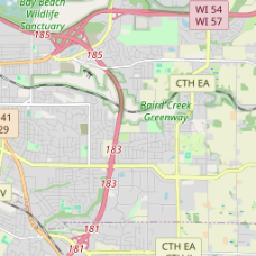 Bay Beach
Wildlife
Sanctuary
185
WI 54
WI 57
185
CTH EA
Baird Creek
Greenway
41
29
183
183
V
181
181
CTH EA